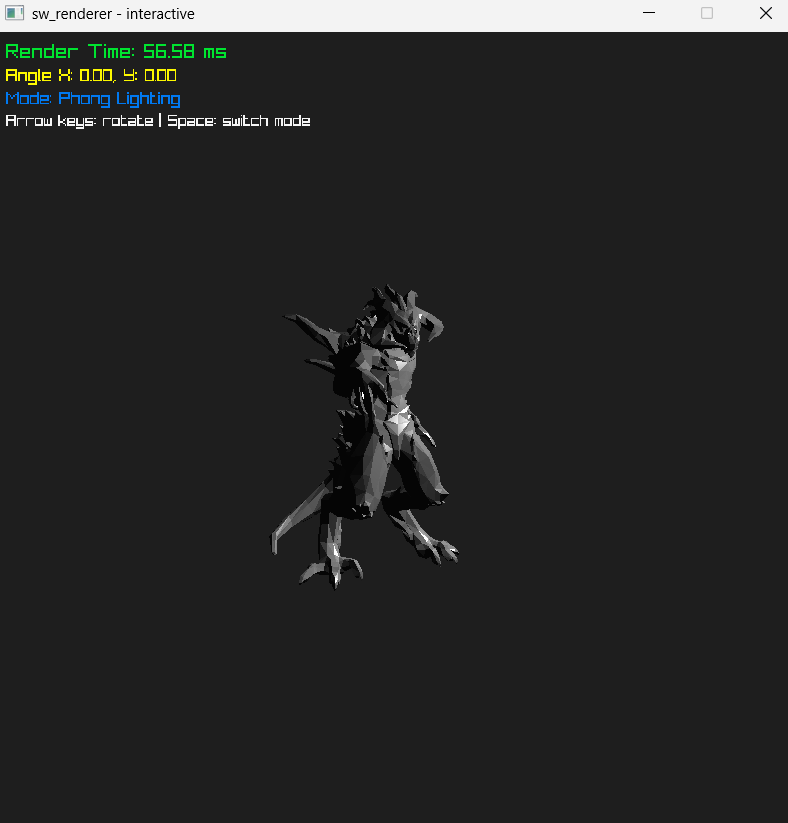 sw_renderer - interactive
Render Time: 56.58 ms
Angle X: 0.00, Y: 0.00
Mode: Phong Lighting
Arrow keys: rotate | Space: switch mode